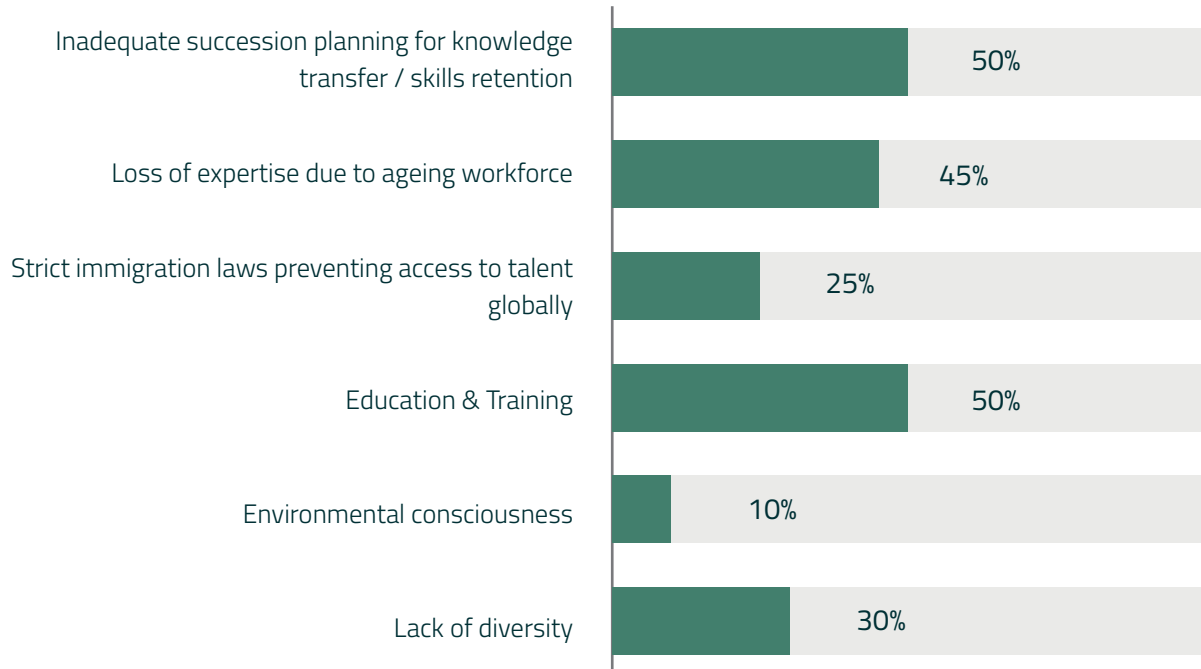 Inadequate succession planning for knowledge
transfer / skills retention
50%
Loss of expertise due to ageing workforce
45%
Strict immigration laws preventing access to talent
globally
25%
Education & Training
50%
Environmental consciousness
10%
Lack of diversity
30%